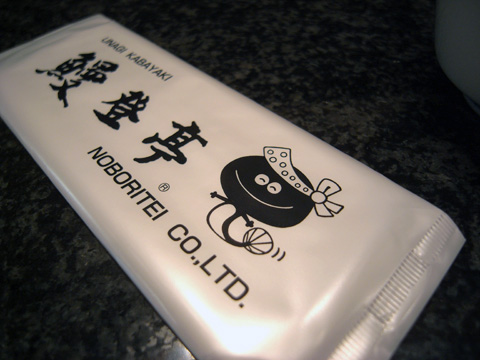 UNAGI KABAYAKI
鰻登亭
®
NOBORITEI CO.,LTD.